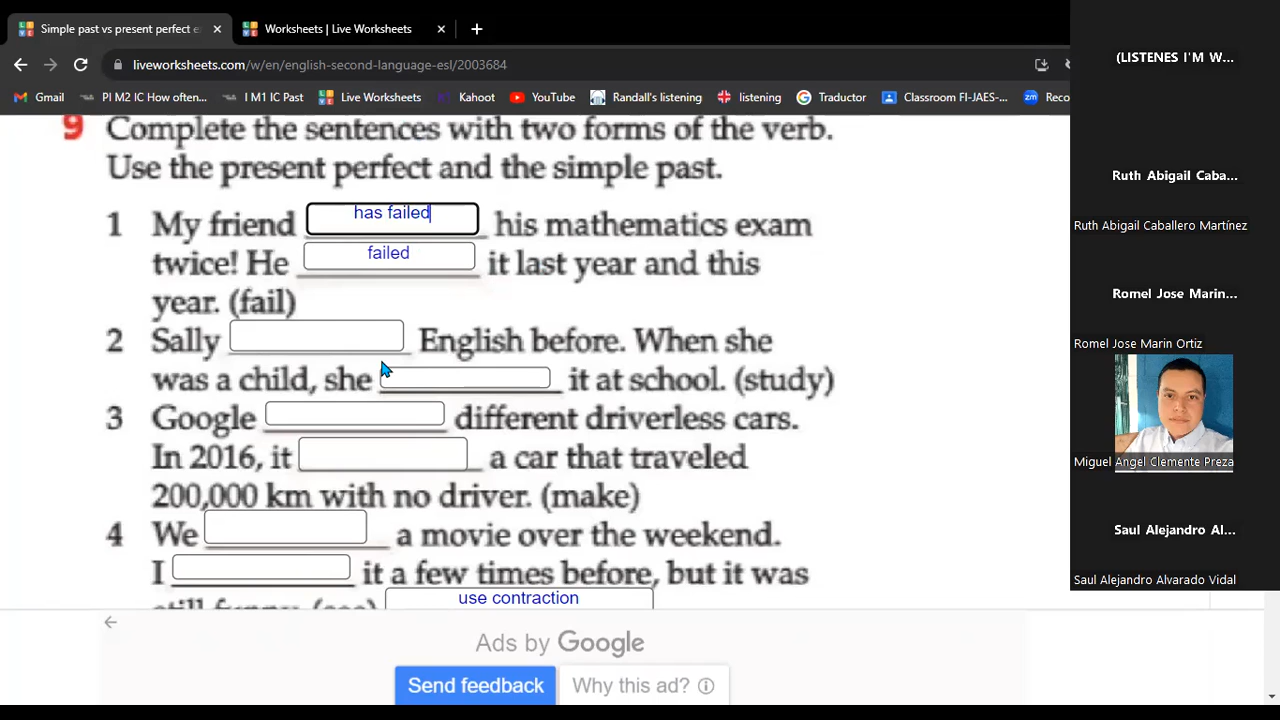 Simple past vs present perfect e
Worksheets | Live Worksheets
liveworksheets.com/w/en/english-second-language-esl/2003684
Gmail
PI M2 IC How often...
I M1 IC Past
Live Worksheets
Kahoot
YouTube
Randall's listening
listening
Traductor
Classroom FI-JAES-...
Reco
9 Complete the sentences with two forms of the verb.
Use the present perfect and the simple past.
1 My friend has failed his mathematics exam
twice! He failed it last year and this
year. (fail)
2 Sally English before. When she
was a child, she it at school. (study)
3 Google different driverless cars.
In 2016, it a car that traveled
200,000 km with no driver. (make)
4 We a movie over the weekend.
I it a few times before, but it was
still funny. (see) use contraction
Ads by Google
Send feedback
Why this ad?
(LISTENES I'M W...
Ruth Abigail Caba...
Ruth Abigail Caballero Martínez
Romel Jose Marin...
Romel Jose Marin Ortiz
Miguel Angel Clemente Preza
Saul Alejandro Al...
Saul Alejandro Alvarado Vidal